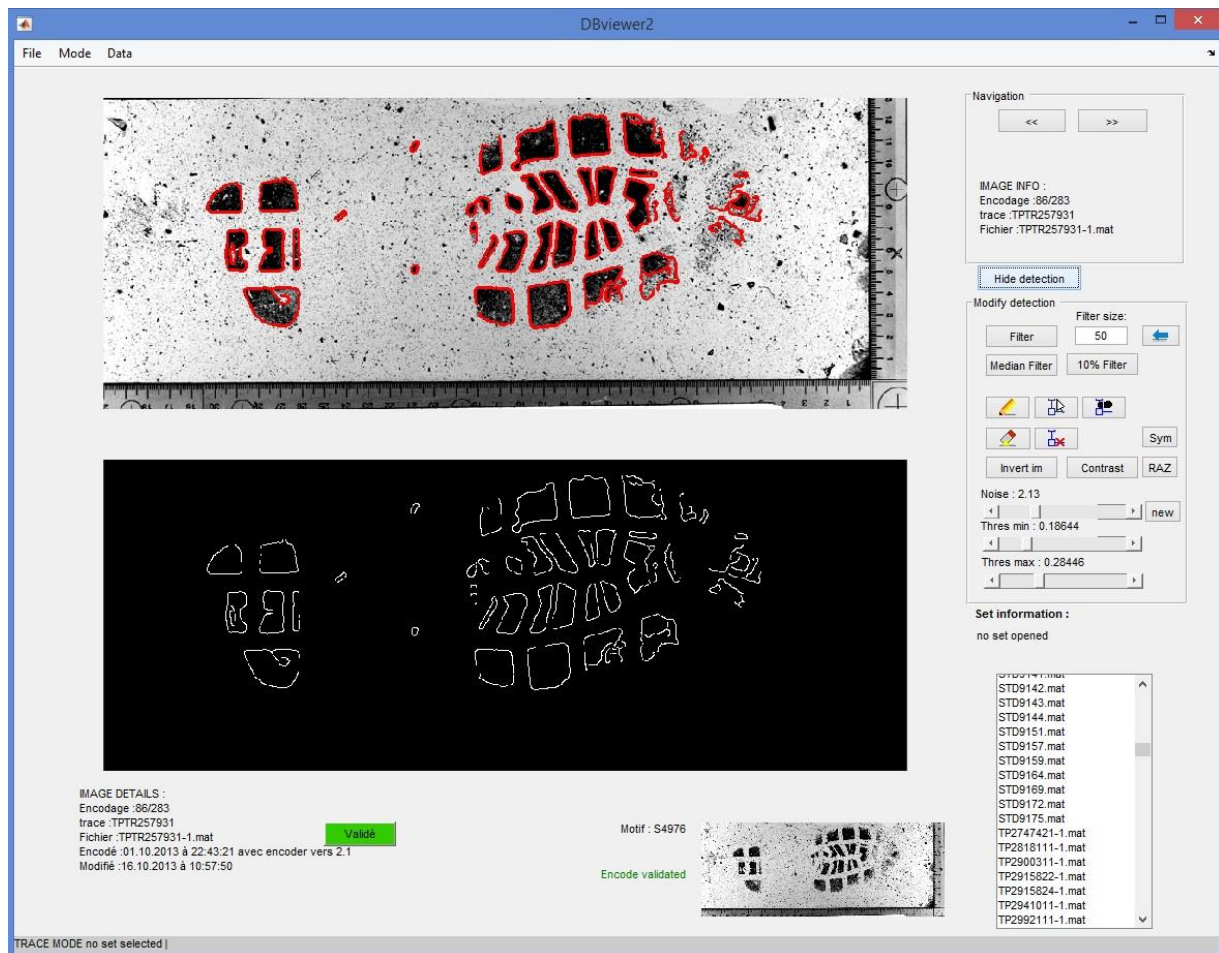 DBviewer2
File Mode Data
Navigation
<< >>
IMAGE INFO :
Encodage :86/283
trace :TPTR257931
Fichier :TPTR257931-1.mat
Hide detection
Modify detection
Filter size:
Filter 50
Median Filter 10% Filter
Sym
Invert im Contrast RAZ
Noise : 2.13
new
Thres min : 0.18644
Thres max : 0.28446
Set information :
no set opened
STD9141.mat
STD9142.mat
STD9143.mat
STD9144.mat
STD9151.mat
STD9157.mat
STD9159.mat
STD9164.mat
STD9169.mat
STD9172.mat
STD9175.mat
TP2747421-1.mat
TP2818111-1.mat
TP2900311-1.mat
TP2915822-1.mat
TP2915824-1.mat
TP2941011-1.mat
TP2992111-1.mat
IMAGE DETAILS :
Encodage :86/283
trace :TPTR257931
Fichier :TPTR257931-1.mat
Encodé :01.10.2013 à 22:43:21 avec encoder vers 2.1
Modifié :16.10.2013 à 10:57:50
Validé
Motif : S4976
Encode validated
TRACE MODE no set selected |